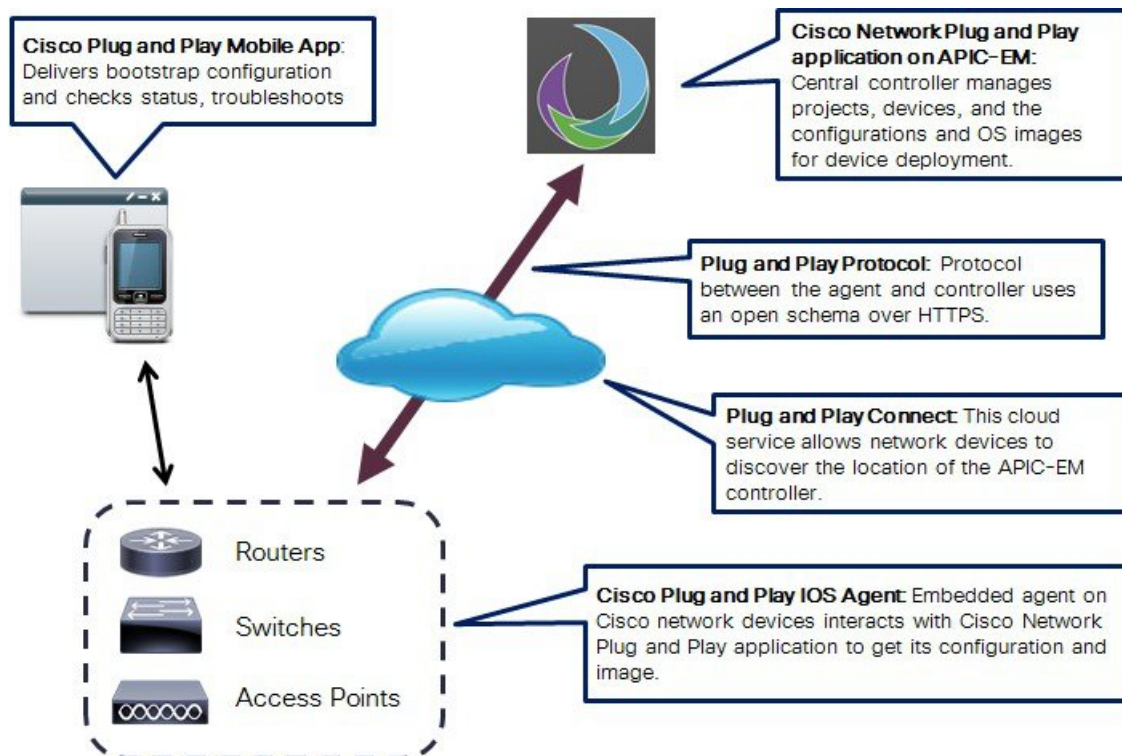 Cisco Plug and Play Mobile App:
Delivers bootstrap configuration
and checks status, troubleshoots
Cisco Network Plug and Play
application on APIC-EM:
Central controller manages
projects, devices, and the
configurations and OS images
for device deployment.
Plug and Play Protocol: Protocol
between the agent and controller uses
an open schema over HTTPS.
Plug and Play Connect: This cloud
service allows network devices to
discover the location of the APIC-EM
controller.
Routers
Switches
Access Points
Cisco Plug and Play IOS Agent: Embedded agent on
Cisco network devices interacts with Cisco Network
Plug and Play application to get its configuration and
image.